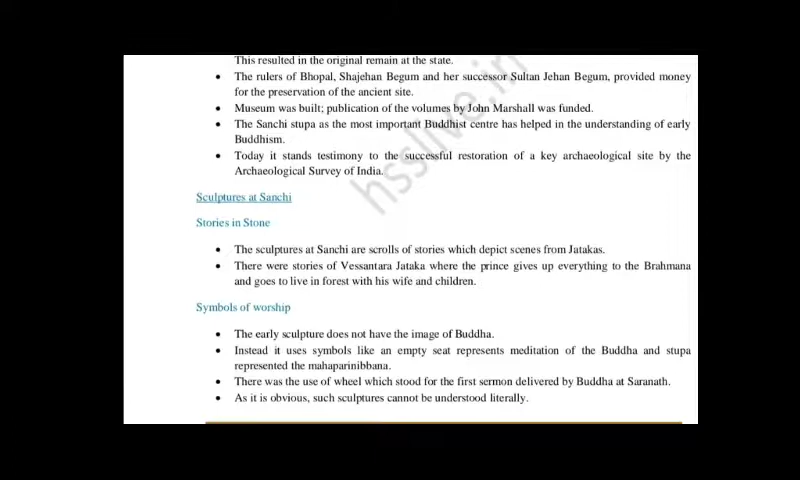 This resulted in the original remain at the state.
• The rulers of Bhopal, Shajehan Begum and her successor Sultan Jehan Begum, provided money
for the preservation of the ancient site.
• Museum was built; publication of the volumes by John Marshall was funded.
• The Sanchi stupa as the most important Buddhist centre has helped in the understanding of early
Buddhism.
• Today it stands testimony to the successful restoration of a key archaeological site by the
Archaeological Survey of India.
Sculptures at Sanchi
Stories in Stone
• The sculptures at Sanchi are scrolls of stories which depict scenes from Jatakas.
• There were stories of Vessantara Jataka where the prince gives up everything to the Brahmana
and goes to live in forest with his wife and children.
Symbols of worship
• The early sculpture does not have the image of Buddha.
• Instead it uses symbols like an empty seat represents meditation of the Buddha and stupa
represented the mahaparinibbana.
• There was the use of wheel which stood for the first sermon delivered by Buddha at Saranath.
• As it is obvious, such sculptures cannot be understood literally.
hsslive.in